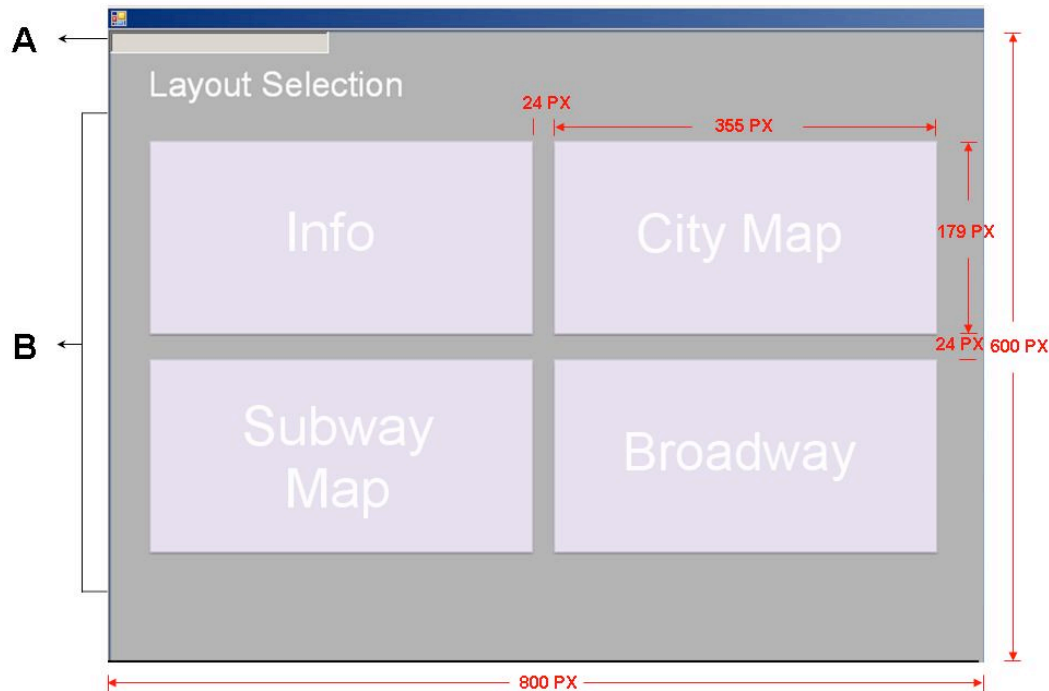 A
Layout Selection
24 PX
355 PX
Info
City Map
179 PX
B
24 PX
600 PX
Subway
Map
Broadway
800 PX